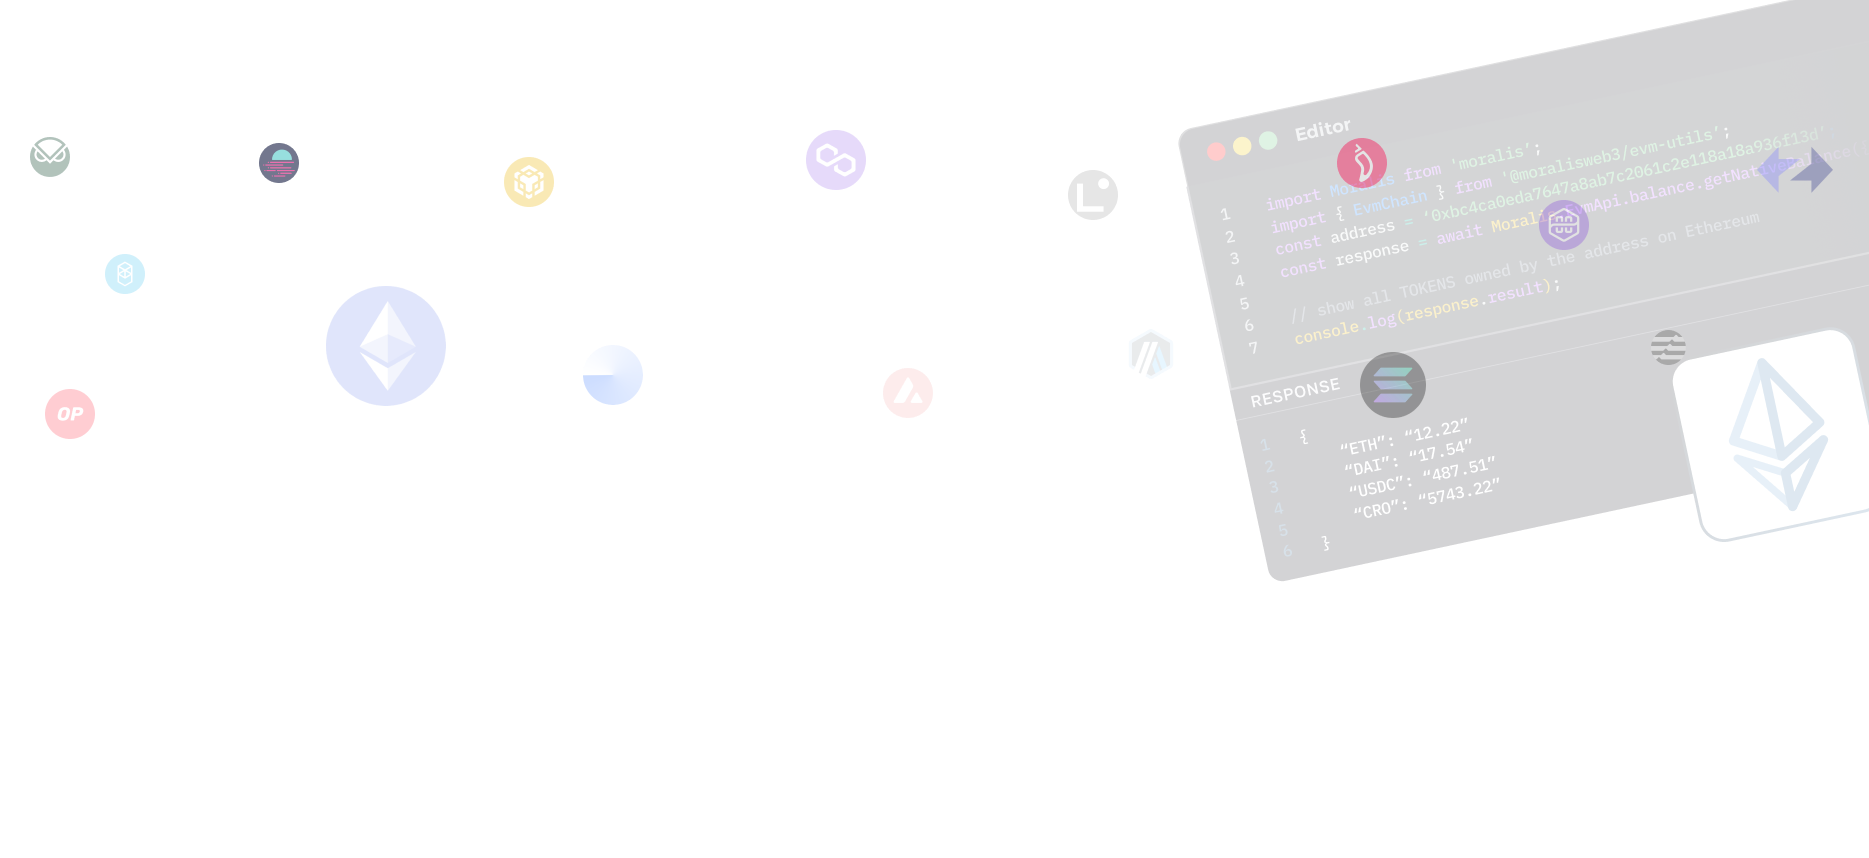 Editor
1 import Moralis from 'moralis';
2 import { EvmChain } from '@moralisweb3/evm-utils';
3 const address = ‘0xbc4ca0eda7647a8ab7c2061c2e118a18a936f13d’;
4 const response = await Moralis.EvmApi.balance.getNativeBalance
5
6 // show all TOKENS owned by the address on Ethereum
7 console.log(response.result);
RESPONSE
1 {
2 “ETH”: “12.22”
3 “DAI”: “17.54”
4 “USDC”: “487.51”
5 “CRO”: “5743.22”
6 }
OP